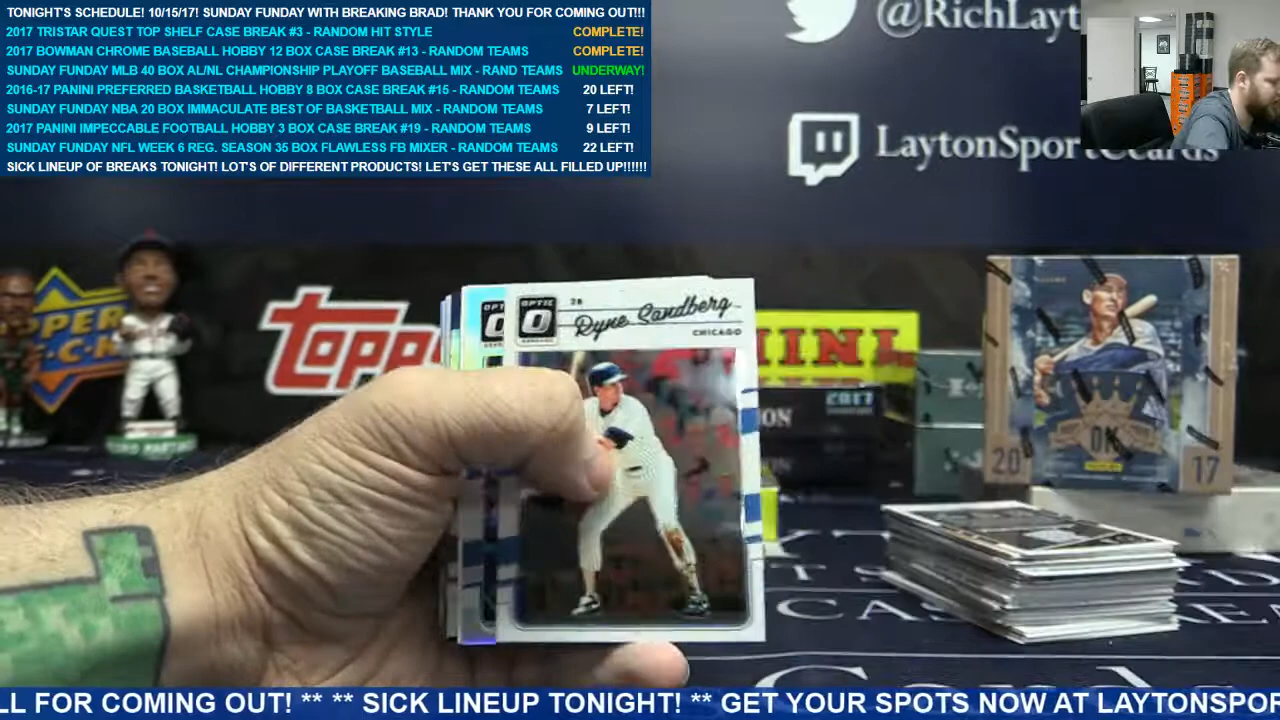 TONIGHT'S SCHEDULE! 10/15/17! SUNDAY FUNDAY WITH BREAKING BRAD! THANK YOU FOR COMING OUT!!!
2017 TRISTAR QUEST TOP SHELF CASE BREAK #3 - RANDOM HIT STYLE COMPLETE!
2017 BOWMAN CHROME BASEBALL HOBBY 12 BOX CASE BREAK #13 - RANDOM TEAMS COMPLETE!
SUNDAY FUNDAY MLB 40 BOX AL/NL CHAMPIONSHIP PLAYOFF BASEBALL MIX - RAND TEAMS UNDERWAY!
2016-17 PANINI PREFERRED BASKETBALL HOBBY 8 BOX CASE BREAK #15 - RANDOM TEAMS 20 LEFT!
SUNDAY FUNDAY NBA 20 BOX IMMACULATE BEST OF BASKETBALL MIX - RANDOM TEAMS 7 LEFT!
2017 PANINI IMPECCABLE FOOTBALL HOBBY 3 BOX CASE BREAK #19 - RANDOM TEAMS 9 LEFT!
SUNDAY FUNDAY NFL WEEK 6 REG. SEASON 35 BOX FLAWLESS FB MIXER - RANDOM TEAMS 22 LEFT!
SICK LINEUP OF BREAKS TONIGHT! LOT'S OF DIFFERENT PRODUCTS! LET'S GET THESE ALL FILLED UP!!!!!!
@RichLayt
LaytonSportsCards
OPTIC
Ryne Sandberg
CHICAGO
topp
2017
DK
20 17
LL FOR COMING OUT! ** ** SICK LINEUP TONIGHT! ** GET YOUR SPOTS NOW AT LAYTONSPOR